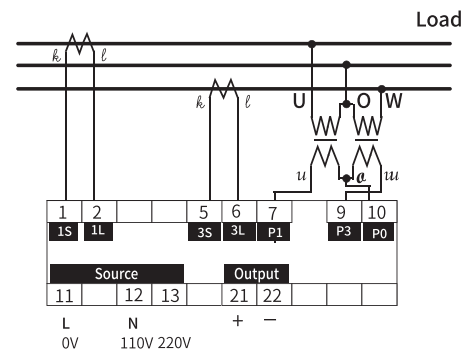 Load
k l
k l
U O W
u o w
1 2 5 6 7 9 10
1S 1L 3S 3L P1 P3 P0
Source Output
11 12 13 21 22
L N + −
0V 110V 220V